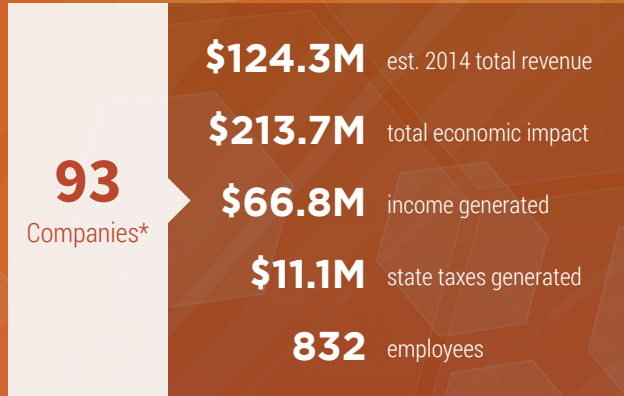 93
Companies*
$124.3M est. 2014 total revenue
$213.7M total economic impact
$66.8M income generated
$11.1M state taxes generated
832 employees